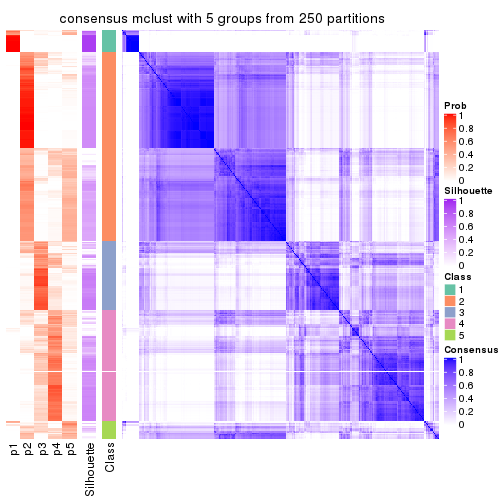 consensus mclust with 5 groups from 250 partitions
Prob
1
0.8
0.6
0.4
0.2
0
Silhouette
1
0.8
0.6
0.4
0.2
0
Class
1
2
3
4
5
Consensus
1
0.8
0.6
0.4
0.2
0
p1
p2
p3
p4
p5
Silhouette
Class